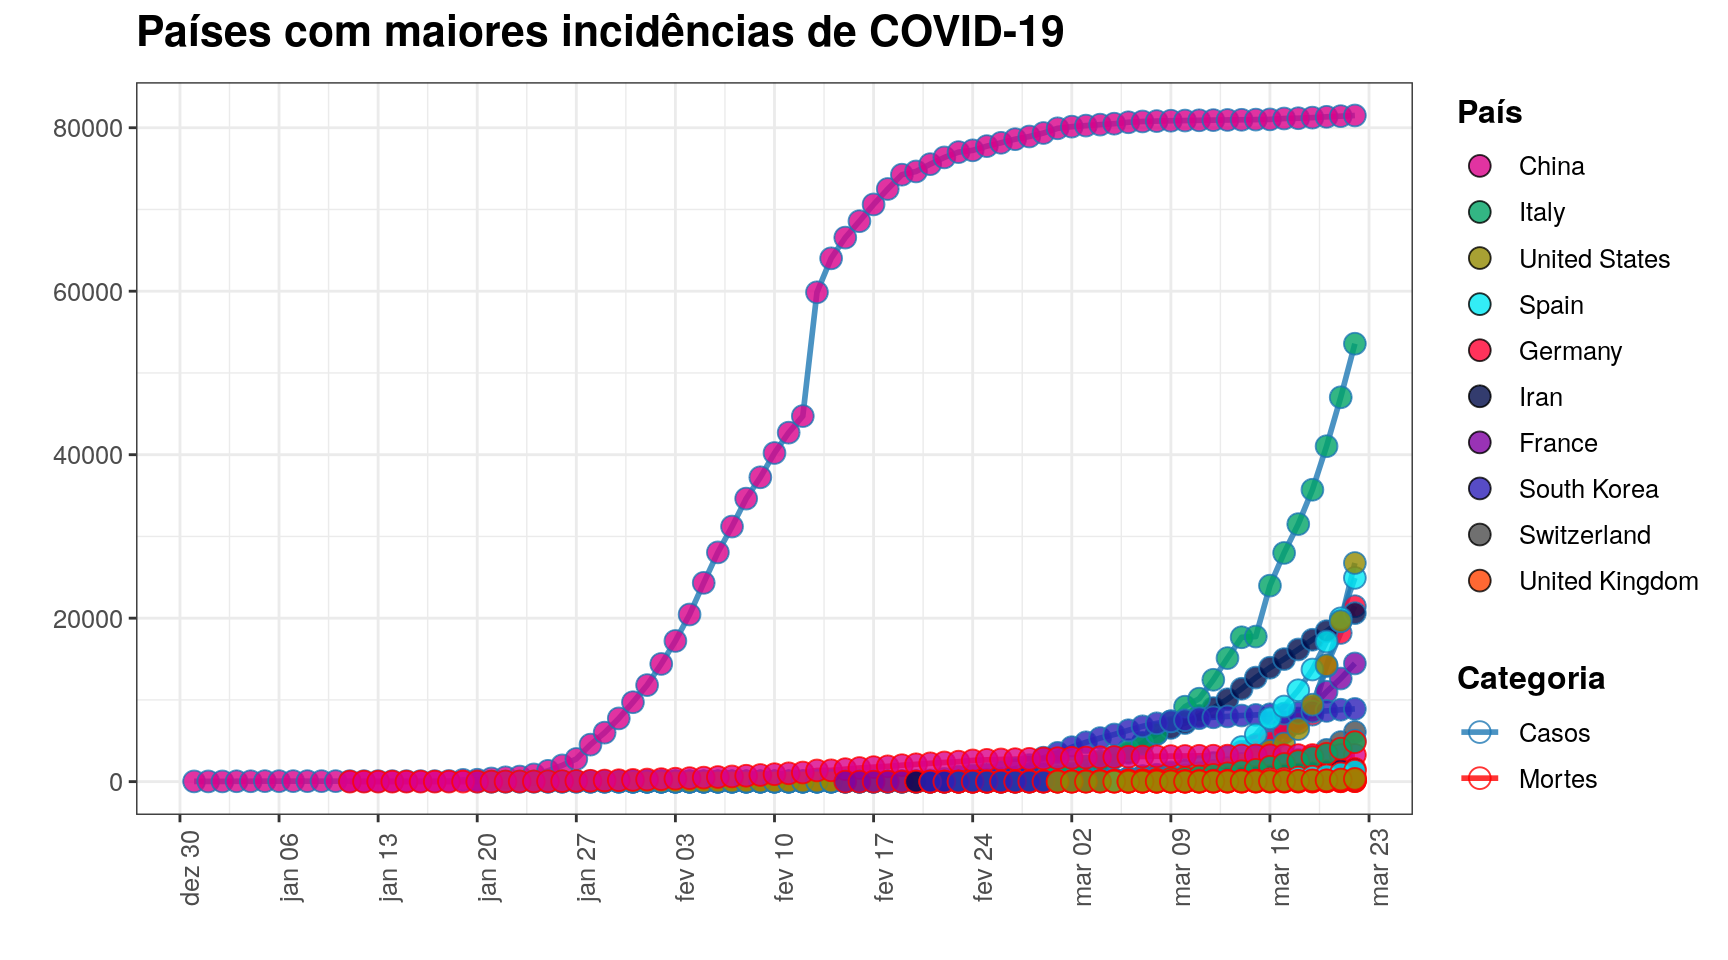 Países com maiores incidências de COVID-19
80000
60000
40000
20000
0
dez 30
jan 06
jan 13
jan 20
jan 27
fev 03
fev 10
fev 17
fev 24
mar 02
mar 09
mar 16
mar 23
País
China
Italy
United States
Spain
Germany
Iran
France
South Korea
Switzerland
United Kingdom
Categoria
Casos
Mortes